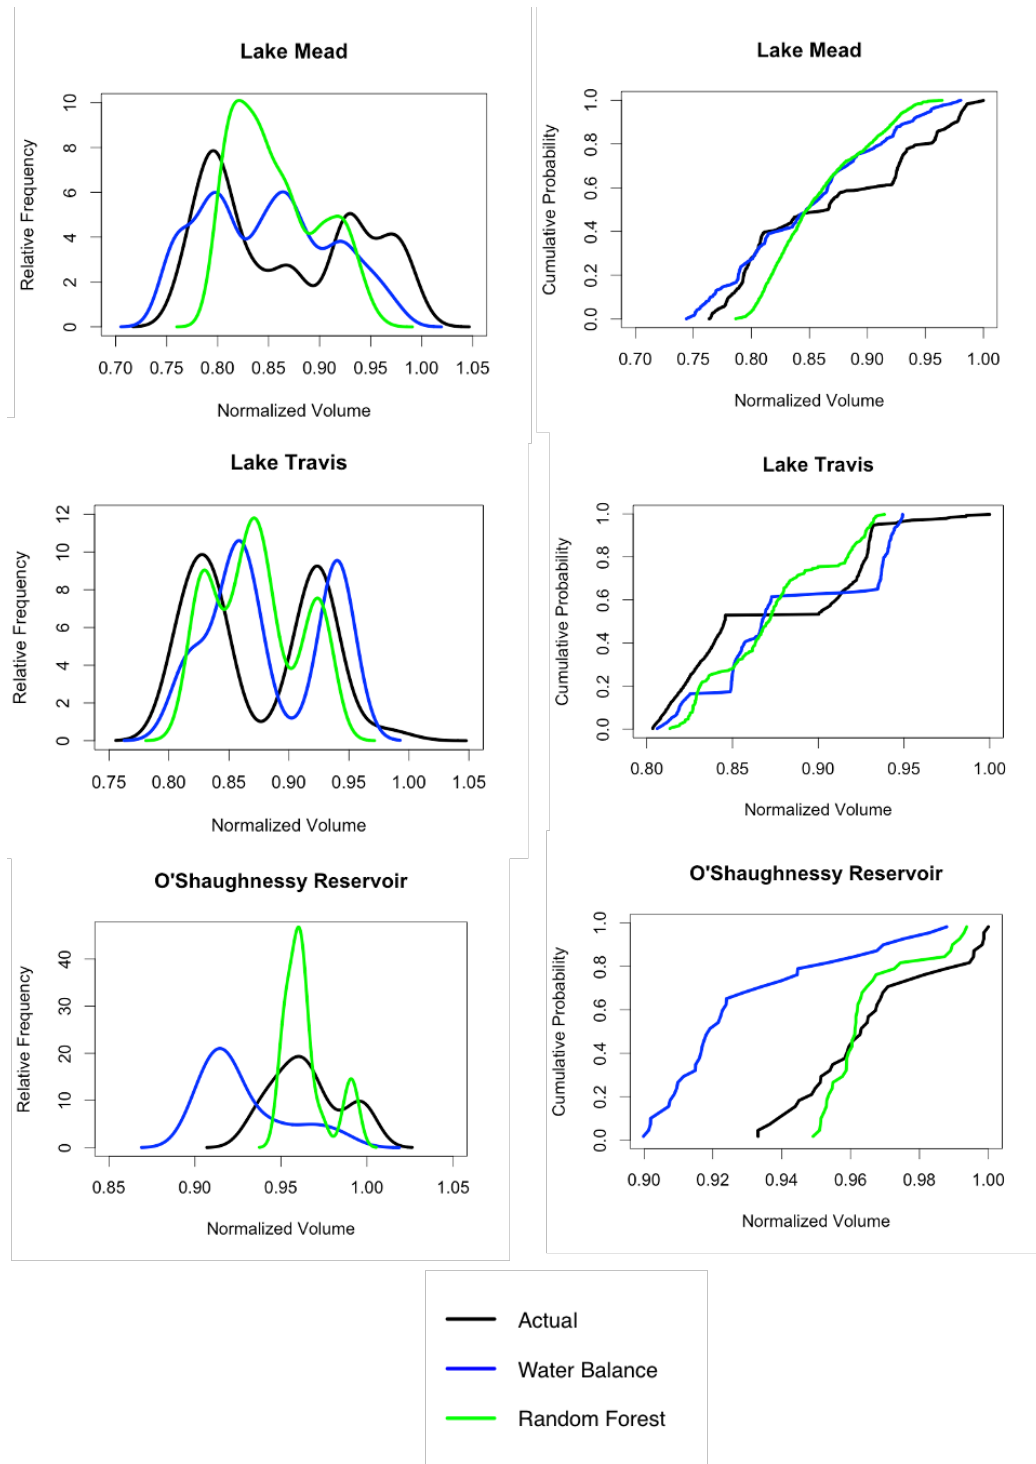 Lake Mead
Relative Frequency
10
8
6
4
2
0
0.70 0.75 0.80 0.85 0.90 0.95 1.00 1.05
Normalized Volume
Lake Mead
Cumulative Probability
1.0
0.8
0.6
0.4
0.2
0.0
0.70 0.75 0.80 0.85 0.90 0.95 1.00
Normalized Volume
Lake Travis
Relative Frequency
12
10
8
6
4
2
0
0.75 0.80 0.85 0.90 0.95 1.00 1.05
Normalized Volume
Lake Travis
Cumulative Probability
1.0
0.8
0.6
0.4
0.2
0.0
0.80 0.85 0.90 0.95 1.00
Normalized Volume
O'Shaughnessy Reservoir
Relative Frequency
40
30
20
10
0
0.85 0.90 0.95 1.00 1.05
Normalized Volume
O'Shaughnessy Reservoir
Cumulative Probability
1.0
0.8
0.6
0.4
0.2
0.0
0.90 0.92 0.94 0.96 0.98 1.00
Normalized Volume
Actual
Water Balance
Random Forest